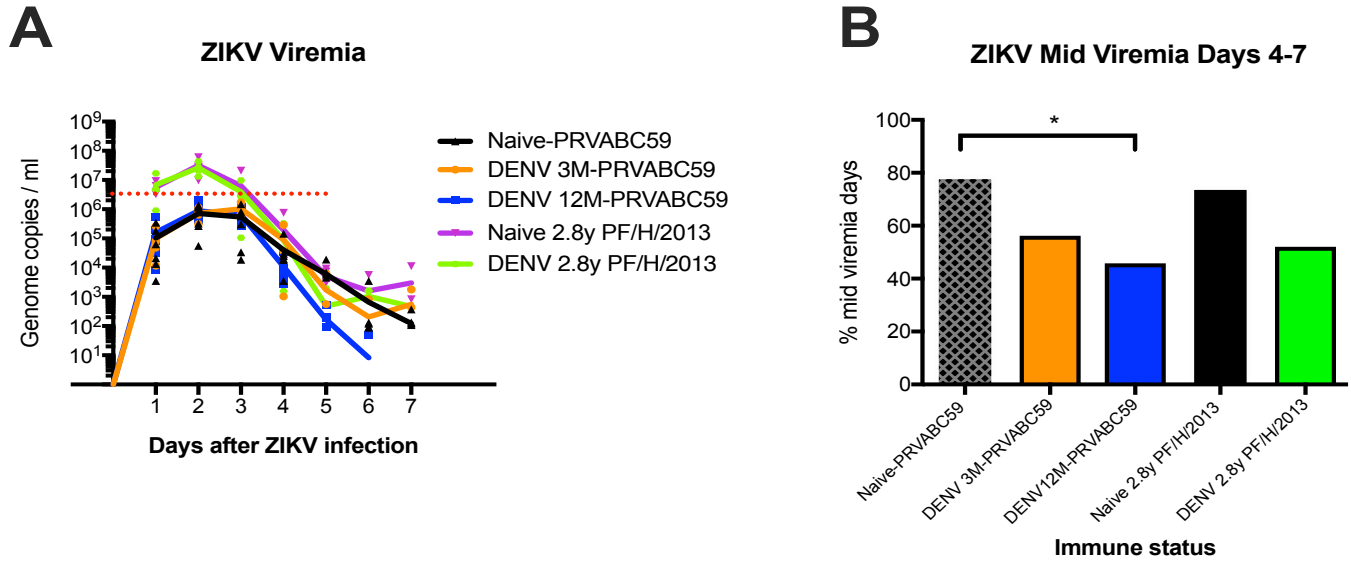 A
ZIKV Viremia
Genome copies / ml
10⁹
10⁸
10⁷
10⁶
10⁵
10⁴
10³
10²
10¹
1 2 3 4 5 6 7
Days after ZIKV infection
Naive-PRVABC59
DENV 3M-PRVABC59
DENV 12M-PRVABC59
Naive 2.8y PF/H/2013
DENV 2.8y PF/H/2013
B
ZIKV Mid Viremia Days 4-7
% mid viremia days
100
80
60
40
20
0
*
Naive-PRVABC59
DENV 3M-PRVABC59
DENV12M-PRVABC59
Naive 2.8y PF/H/2013
DENV 2.8y PF/H/2013
Immune status